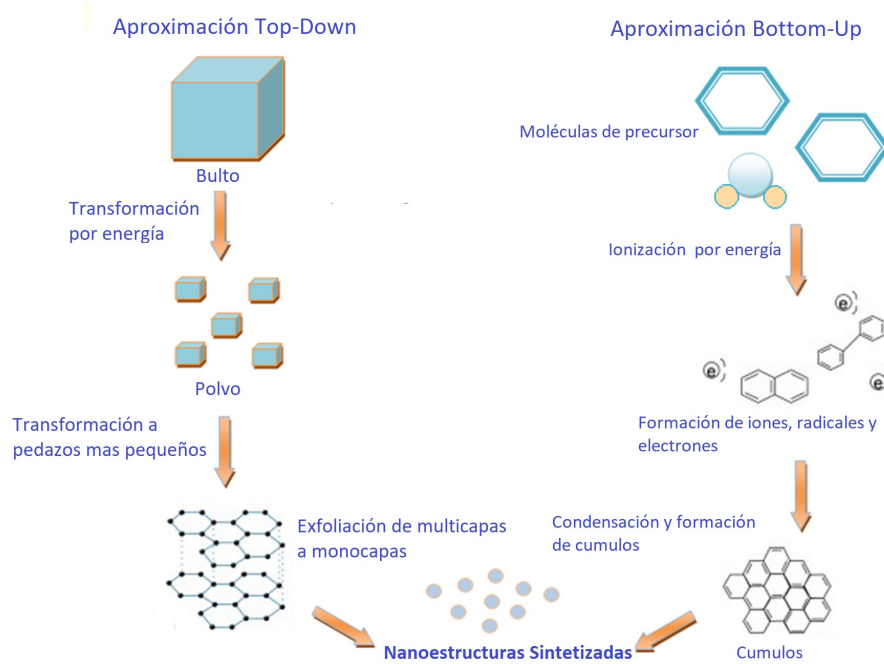 Aproximación Top-Down
Bulto
Transformación
por energía
Polvo
Transformación a
pedazos mas pequeños
Exfoliación de multicapas
a monocapas
Aproximación Bottom-Up
Moléculas de precursor
Ionización por energía
e
e
e
Formación de iones, radicales y
electrones
Condensación y formación
de cumulos
Cumulos
Nanoestructuras Sintetizadas